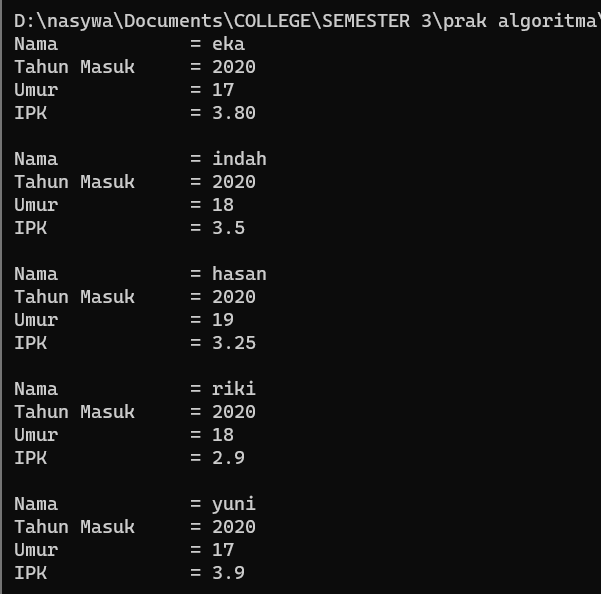 D:\nasywa\Documents\COLLEGE\SEMESTER 3\prak algoritma\
Nama = eka
Tahun Masuk = 2020
Umur = 17
IPK = 3.80
Nama = indah
Tahun Masuk = 2020
Umur = 18
IPK = 3.5
Nama = hasan
Tahun Masuk = 2020
Umur = 19
IPK = 3.25
Nama = riki
Tahun Masuk = 2020
Umur = 18
IPK = 2.9
Nama = yuni
Tahun Masuk = 2020
Umur = 17
IPK = 3.9